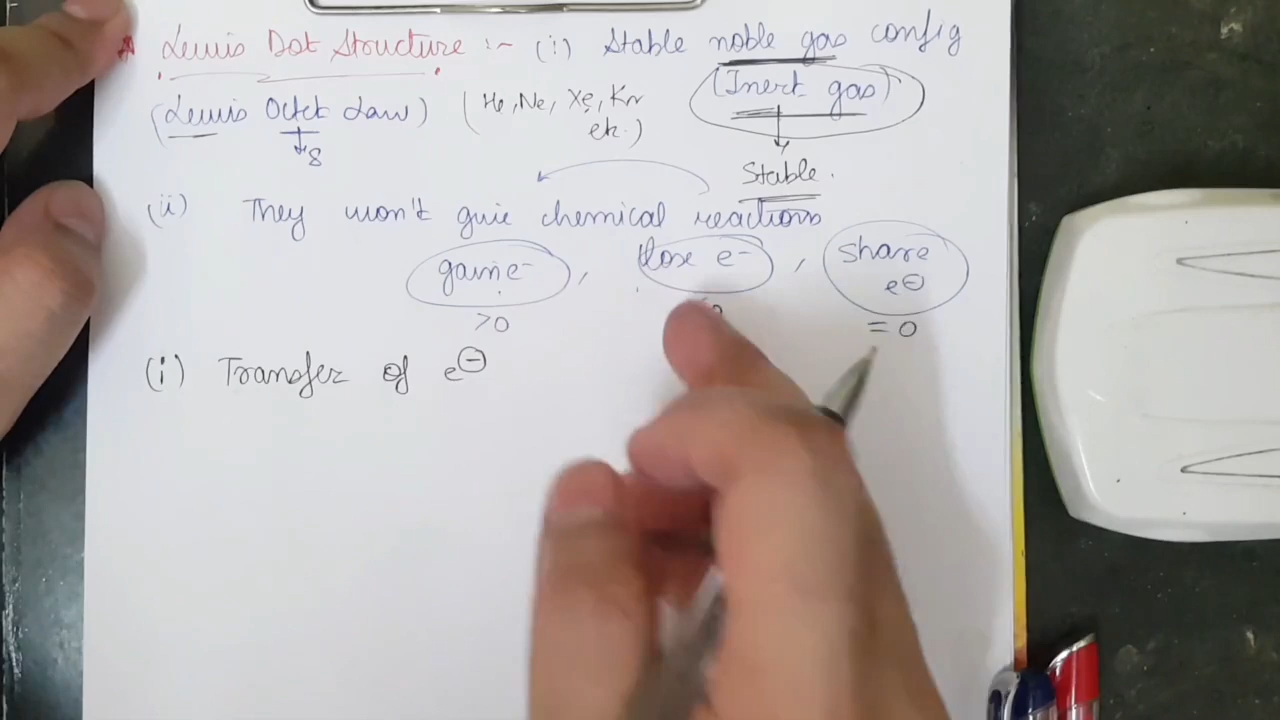 * Lewis Dot Structure :- (i) Stable noble gas config
(Lewis Octet Law) (He, Ne, Xe, Kr etc.) (Inert gas)
8
Stable.
(ii) They won't give chemical reactions
gaine-, lose e-, share e⊖
>0 =0
(i) Transfer of e⊖